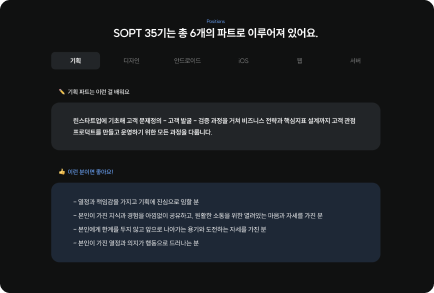 Positions
SOPT 35기는 총 6개의 파트로 이루어져 있어요.
기획
디자인
안드로이드
iOS
웹
서버
기획 파트는 이런 걸 배워요
린스타트업에 기초해 고객 문제정의 - 고객 발굴 - 검증 과정을 거쳐 비즈니스 전략과 핵심지표 설계까지 고객 관점
프로덕트를 만들고 운영하기 위한 모든 과정을 다룹니다.
이런 분이면 좋아요!
- 열정과 책임감을 가지고 기획에 진심으로 임할 분
- 본인이 가진 지식과 경험을 아낌없이 공유하고, 원활한 소통을 위한 열려있는 마음과 자세를 가진 분
- 본인에게 한계를 두지 않고 앞으로 나아가는 용기와 도전하는 자세를 가진 분
- 본인이 가진 열정과 의지가 행동으로 드러나는 분